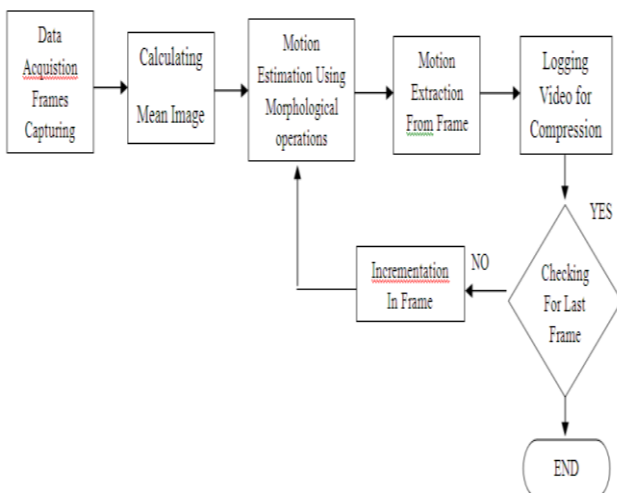 Data
Acquistion
Frames
Capturing
Calculating
Mean Image
Motion
Estimation Using
Morphological
operations
Motion
Extraction
From Frame
Logging
Video for
Compression
YES
Checking
For Last
Frame
NO
Incrementation
In Frame
END